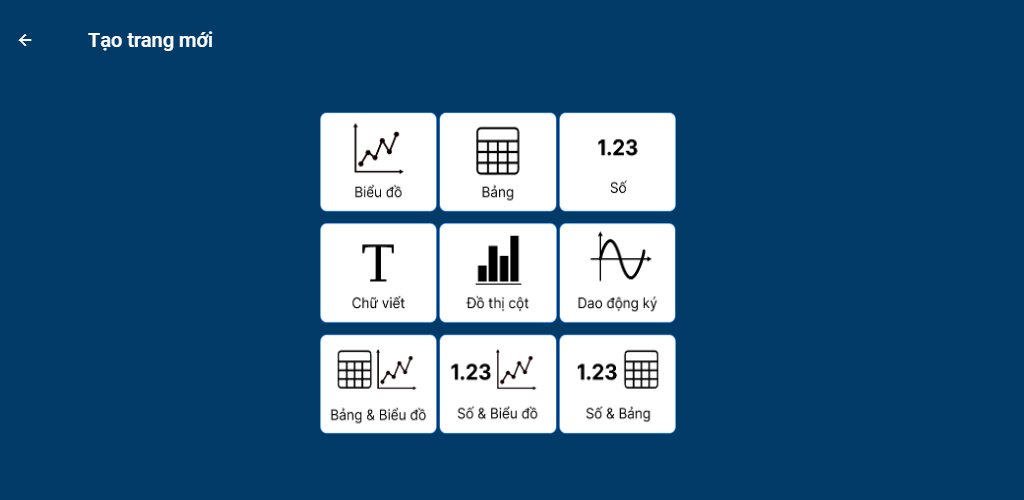 Tạo trang mới
Biểu đồ
Bảng
1.23
Số
T
Chữ viết
Đồ thị cột
Dao động ký
Bảng & Biểu đồ
1.23
Số & Biểu đồ
1.23
Số & Bảng